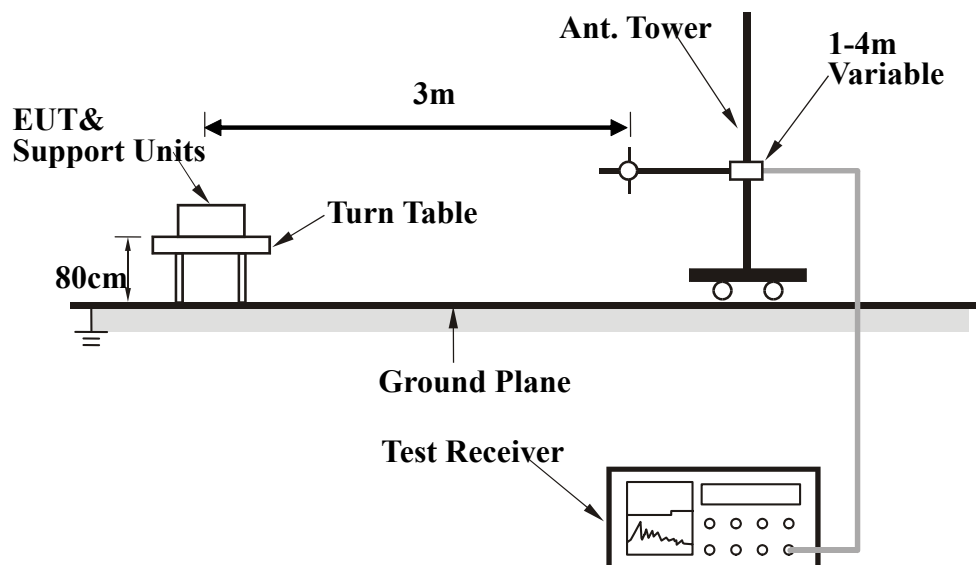 Ant. Tower
1-4m
Variable
3m
EUT&
Support Units
Turn Table
80cm
Ground Plane
Test Receiver